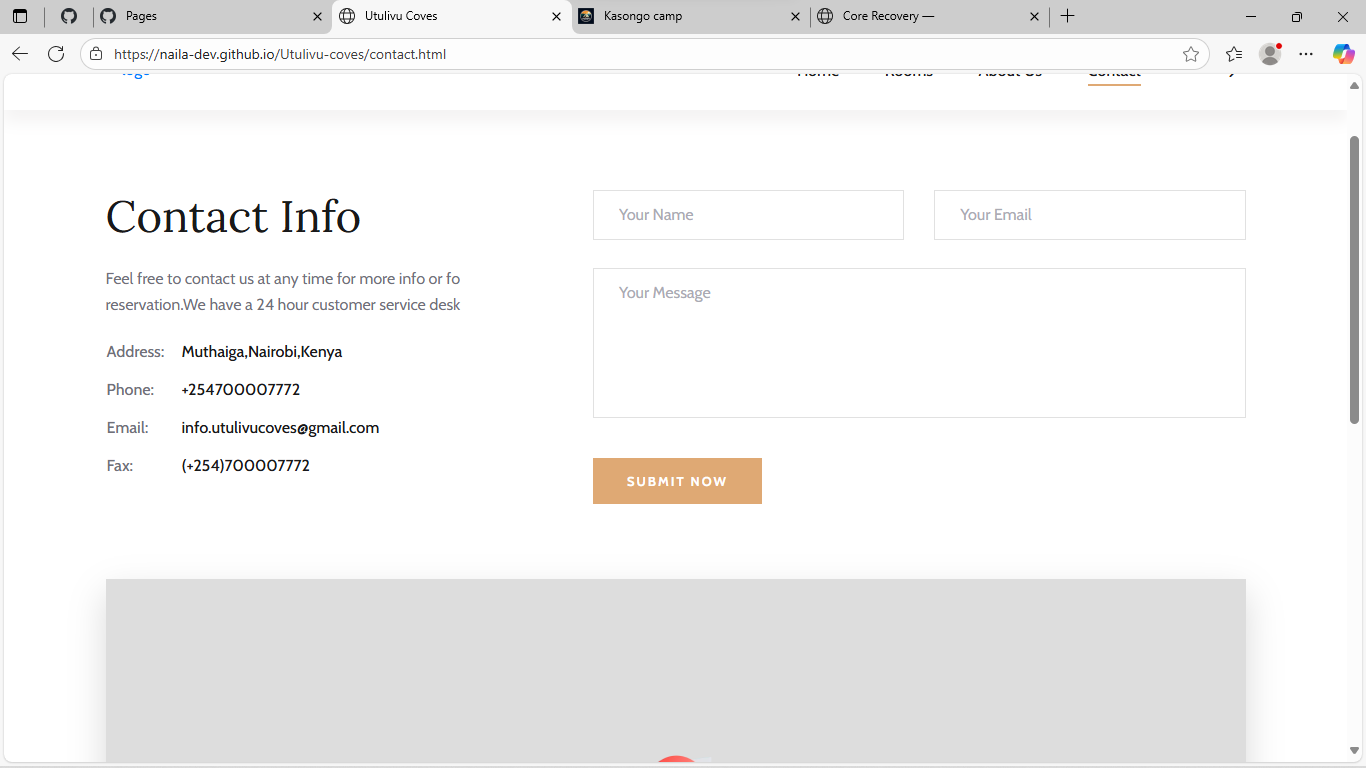 Pages
Utulivu Coves
Kasongo camp
Core Recovery —
https://naila-dev.github.io/Utulivu-coves/contact.html
logo
Home Rooms About Us Contact
Contact Info
Feel free to contact us at any time for more info or fo
reservation.We have a 24 hour customer service desk
Address: Muthaiga,Nairobi,Kenya
Phone: +254700007772
Email: info.utulivucoves@gmail.com
Fax: (+254)700007772
Your Name
Your Email
Your Message
SUBMIT NOW